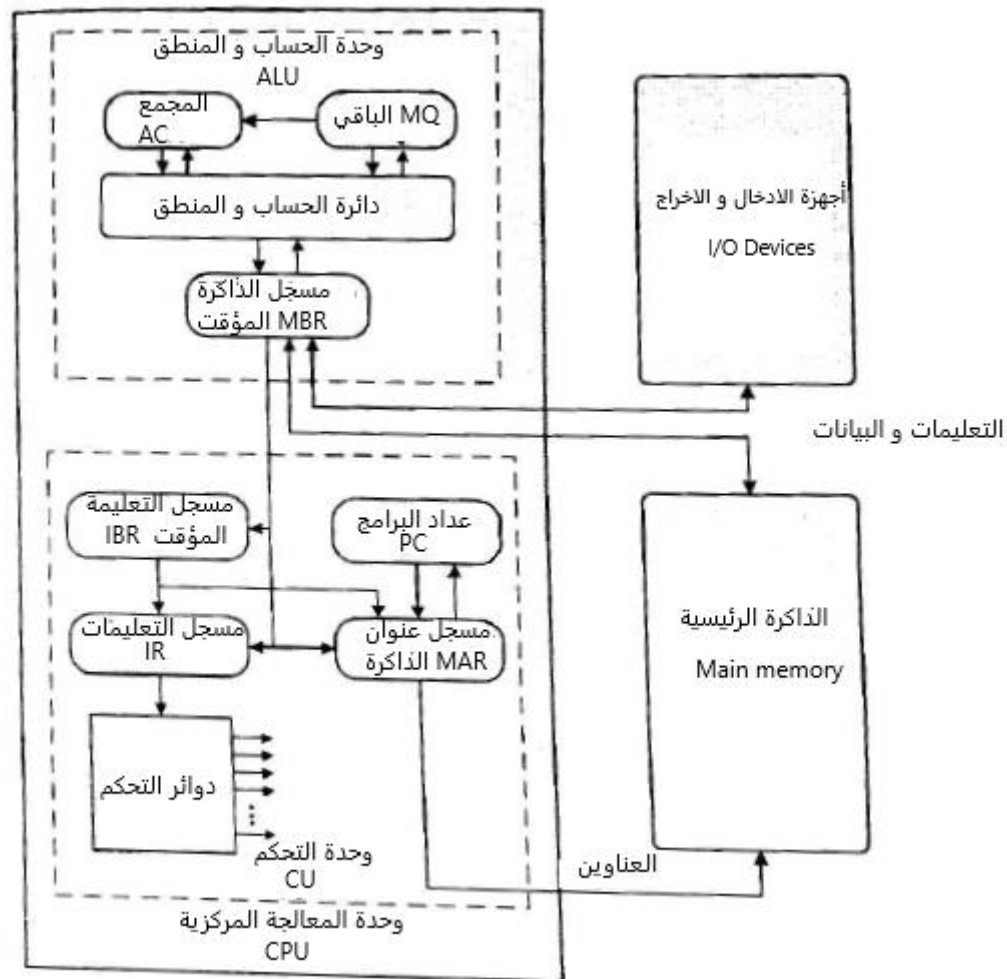 وحدة الحساب و المنطق
ALU
المجمع
AC
الباقي MQ
دائرة الحساب و المنطق
مسجل الذاكرة
المؤقت MBR
أجهزة الادخال و الاخراج
I/O Devices
التعليمات و البيانات
مسجل التعليمة
المؤقت IBR
عداد البرامج
PC
مسجل التعليمات
IR
مسجل عنوان
الذاكرة MAR
الذاكرة الرئيسية
Main memory
دوائر التحكم
وحدة التحكم
CU
العناوين
وحدة المعالجة المركزية
CPU